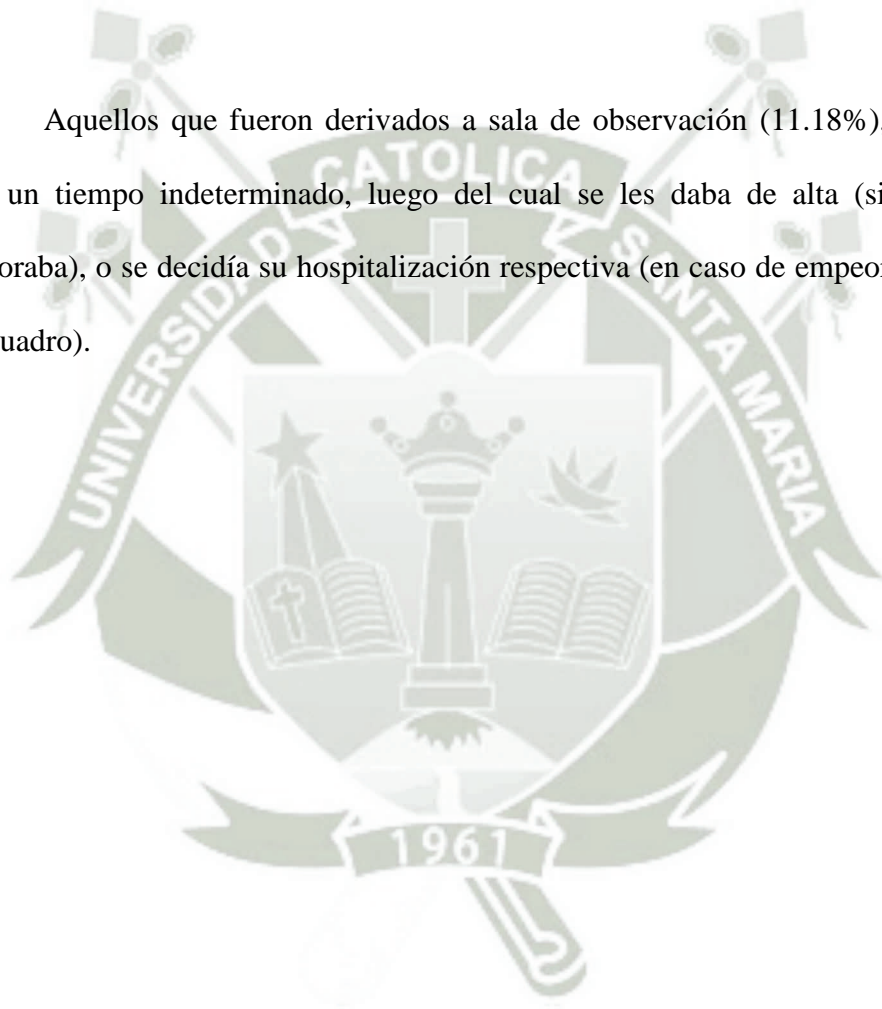 Aquellos que fueron derivados a sala de observación (11.18%).
un tiempo indeterminado, luego del cual se les daba de alta (si
oraba), o se decidía su hospitalización respectiva (en caso de empeor
uadro).
UNIVERSIDAD CATOLICA SANTA MARIA
1961